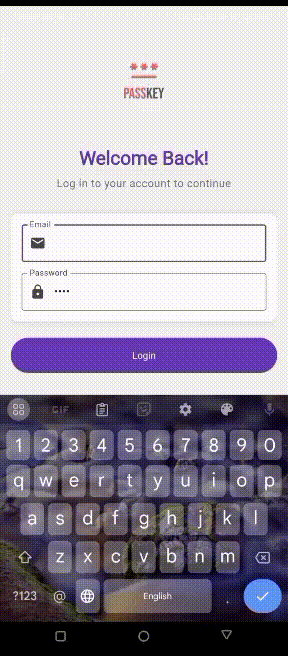 ***
PASSKEY
Welcome Back!
Log in to your account to continue
Email
Password
••••
Login
GIF
1 2 3 4 5 6 7 8 9 0
q w e r t y u i o p
a s d f g h j k l
z x c v b n m
?123 @ English .